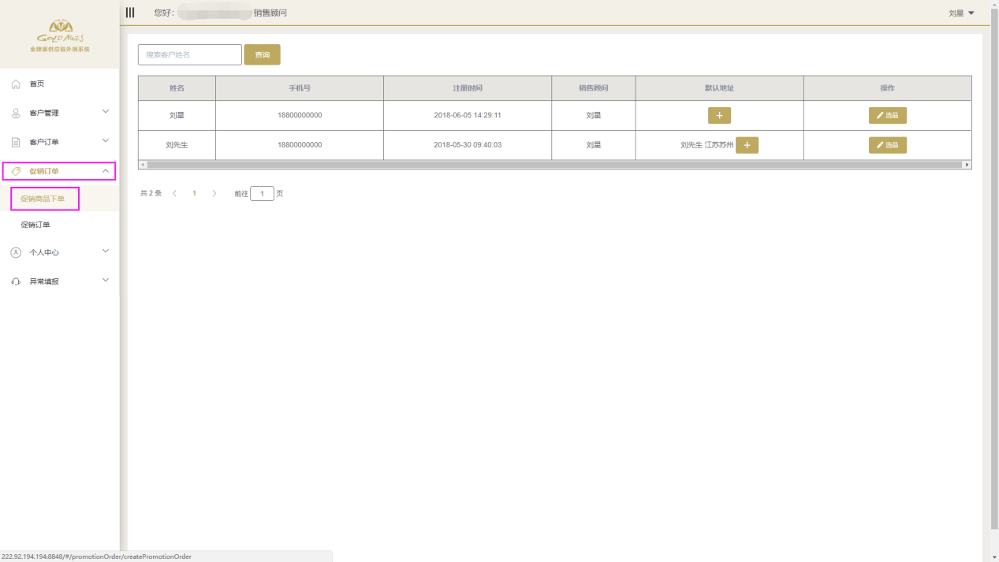 您好: 销售顾问
刘星
GOLD MUJIS
金螳螂供应链外销系统
首页
客户管理
客户订单
促销订单
促销商品下单
促销订单
个人中心
异常填报
搜索客户姓名 查询
姓名 手机号 注册时间 销售顾问 默认地址 操作
刘星 18800000000 2018-06-05 14:29:11 刘星 + 选品
刘先生 18800000000 2018-05-30 09:40:03 刘星 刘先生 江苏苏州 + 选品
共 2 条 1 前往 1 页
222.92.194.194:8848/#/promotionOrder/createPromotionOrder